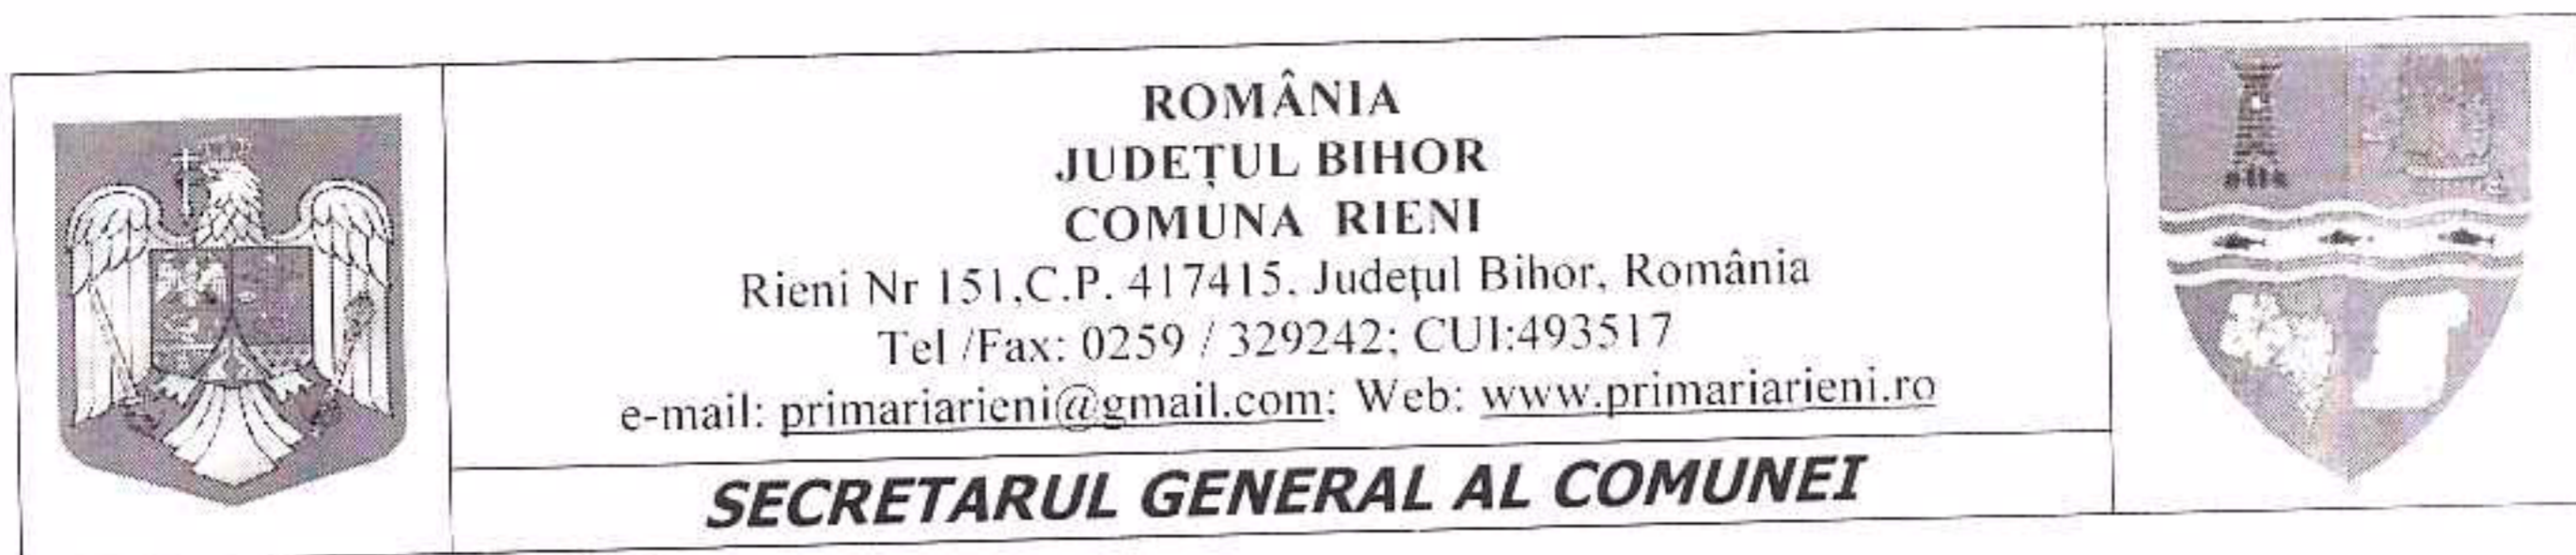 ROMÂNIA
JUDEȚUL BIHOR
COMUNA RIENI
Rieni Nr 151,C.P. 417415. Județul Bihor, România
Tel /Fax: 0259 / 329242; CUI:493517
e-mail: primariarieni@gmail.com; Web: www.primariarieni.ro
SECRETARUL GENERAL AL COMUNEI